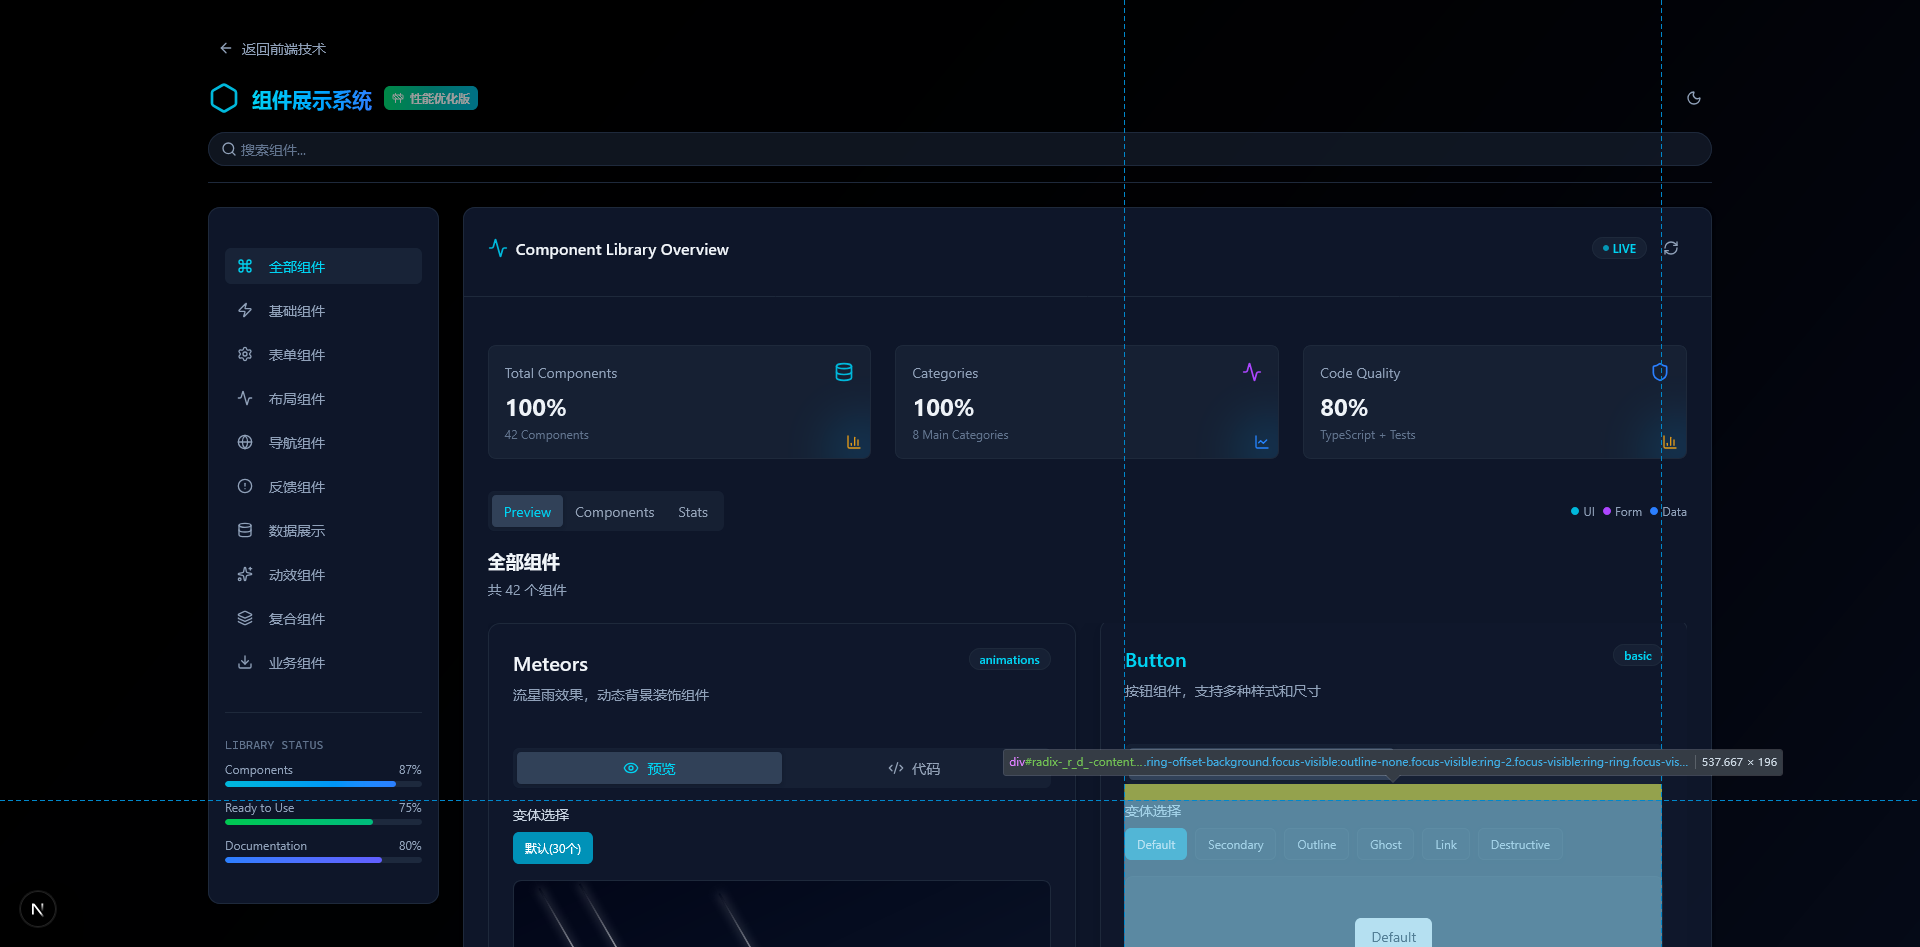 返回前端技术
组件展示系统
性能优化版
搜索组件...
全部组件
基础组件
表单组件
布局组件
导航组件
反馈组件
数据展示
动效组件
复合组件
业务组件
LIBRARY STATUS
Components 87%
Ready to Use 75%
Documentation 80%
Component Library Overview
LIVE
Total Components
100%
42 Components
Categories
100%
8 Main Categories
Code Quality
80%
TypeScript + Tests
Preview Components Stats
UI Form Data
全部组件
共 42 个组件
Meteors
animations
流星雨效果，动态背景装饰组件
预览
代码
变体选择
默认(30个)
Button
basic
按钮组件，支持多种样式和尺寸
div#radix-_r_d_-content….ring-offset-background.focus-visible:outline-none.focus-visible:ring-2.focus-visible:ring-ring.focus-vis… 537.667 × 196
变体选择
Default Secondary Outline Ghost Link Destructive
Default
N